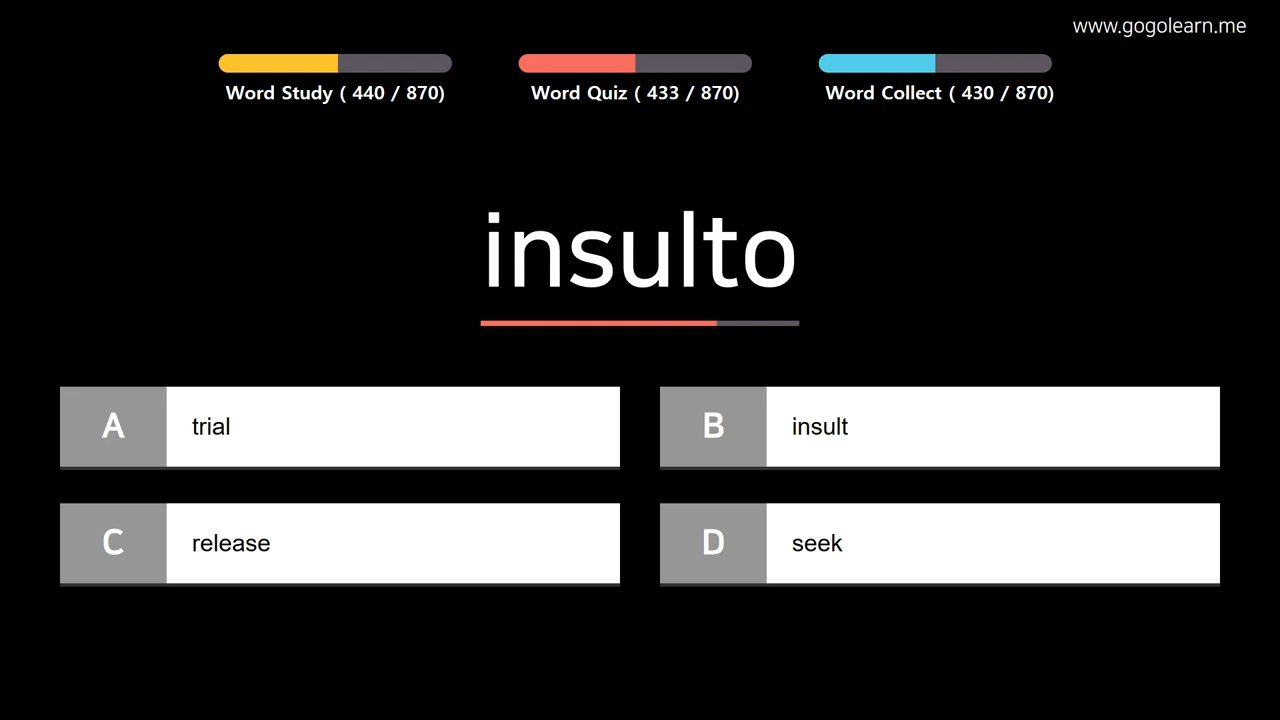 www.gogolearn.me
Word Study ( 440 / 870)
Word Quiz ( 433 / 870)
Word Collect ( 430 / 870)
insulto
A trial
B insult
C release
D seek